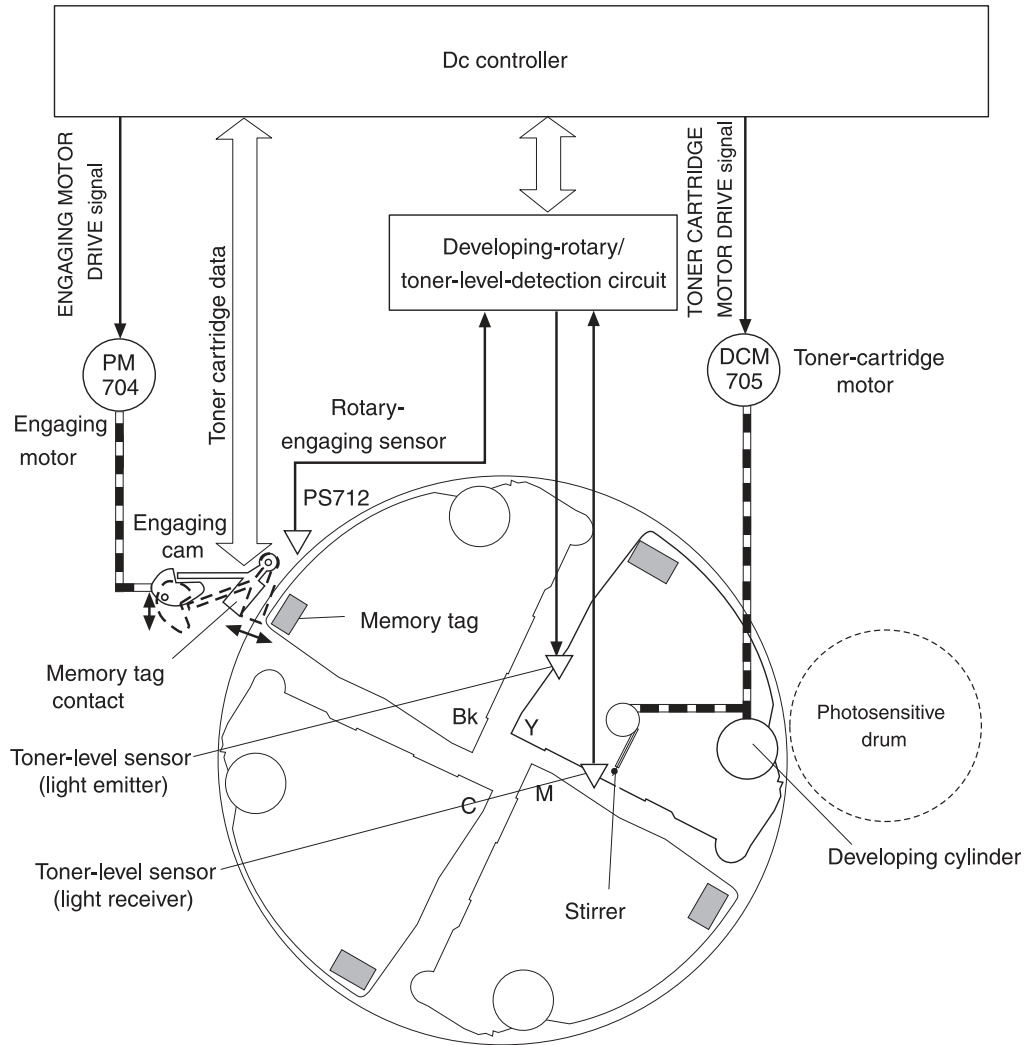 Dc controller
ENGAGING MOTOR
DRIVE signal
Toner cartridge data
Developing-rotary/
toner-level-detection circuit
TONER CARTRIDGE
MOTOR DRIVE signal
PM
704
DCM
705
Toner-cartridge
motor
Engaging
motor
Rotary-
engaging sensor
PS712
Engaging
cam
Memory tag
Memory tag
contact
Bk
Y
Photosensitive
drum
Toner-level sensor
(light emitter)
C
M
Developing cylinder
Toner-level sensor
(light receiver)
Stirrer